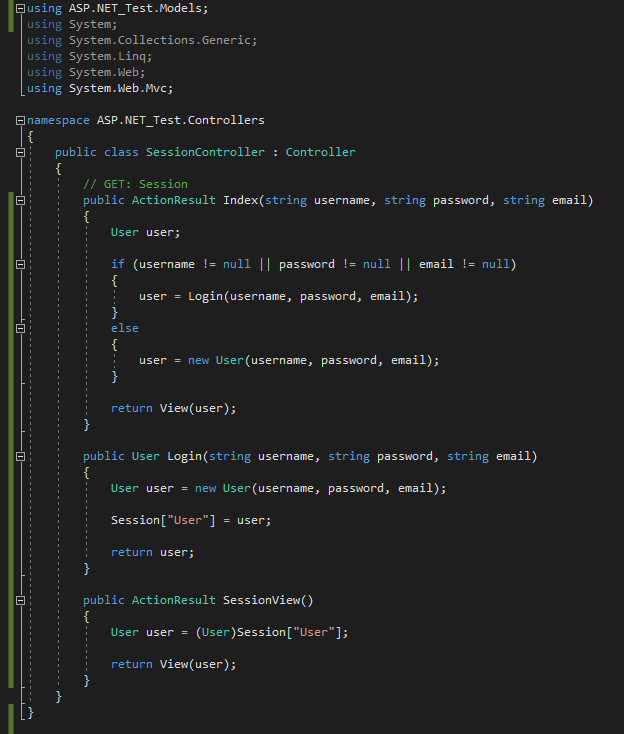 using ASP.NET_Test.Models;
using System;
using System.Collections.Generic;
using System.Linq;
using System.Web;
using System.Web.Mvc;
namespace ASP.NET_Test.Controllers
{
public class SessionController : Controller
{
// GET: Session
public ActionResult Index(string username, string password, string email)
{
User user;
if (username != null || password != null || email != null)
{
user = Login(username, password, email);
}
else
{
user = new User(username, password, email);
}
return View(user);
}
public User Login(string username, string password, string email)
{
User user = new User(username, password, email);
Session["User"] = user;
return user;
}
public ActionResult SessionView()
{
User user = (User)Session["User"];
return View(user);
}
}
}